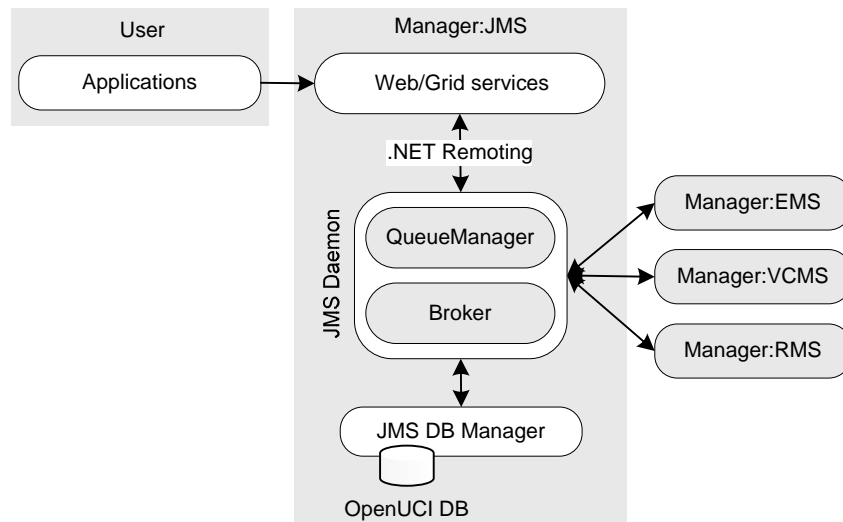 User
Applications
Manager:JMS
Web/Grid services
.NET Remoting
JMS Daemon
QueueManager
Broker
Manager:EMS
Manager:VCMS
Manager:RMS
JMS DB Manager
OpenUCI DB